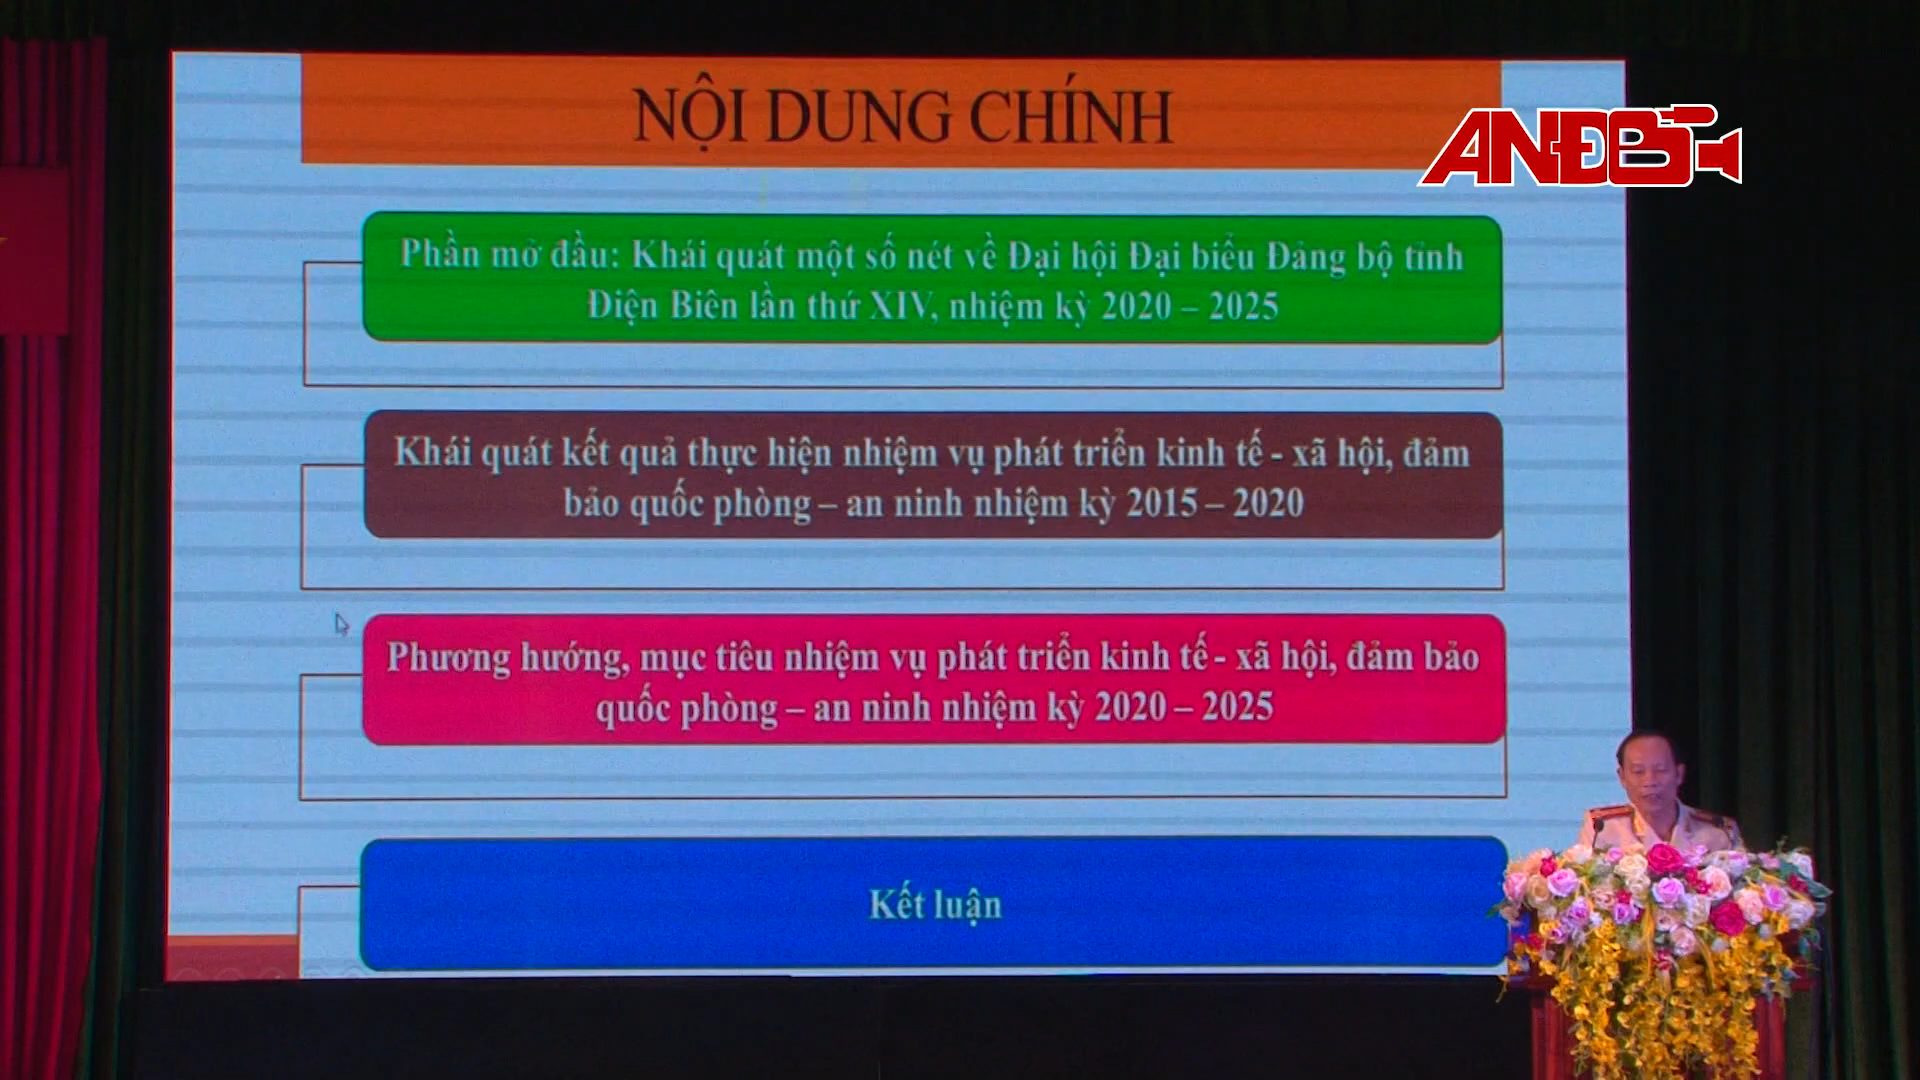 NỘI DUNG CHÍNH
ANĐBTV
Phần mở đầu: Khái quát một số nét về Đại hội Đại biểu Đảng bộ tỉnh
Điện Biên lần thứ XIV, nhiệm kỳ 2020 – 2025
Khái quát kết quả thực hiện nhiệm vụ phát triển kinh tế - xã hội, đảm
bảo quốc phòng – an ninh nhiệm kỳ 2015 – 2020
Phương hướng, mục tiêu nhiệm vụ phát triển kinh tế - xã hội, đảm bảo
quốc phòng – an ninh nhiệm kỳ 2020 – 2025
Kết luận